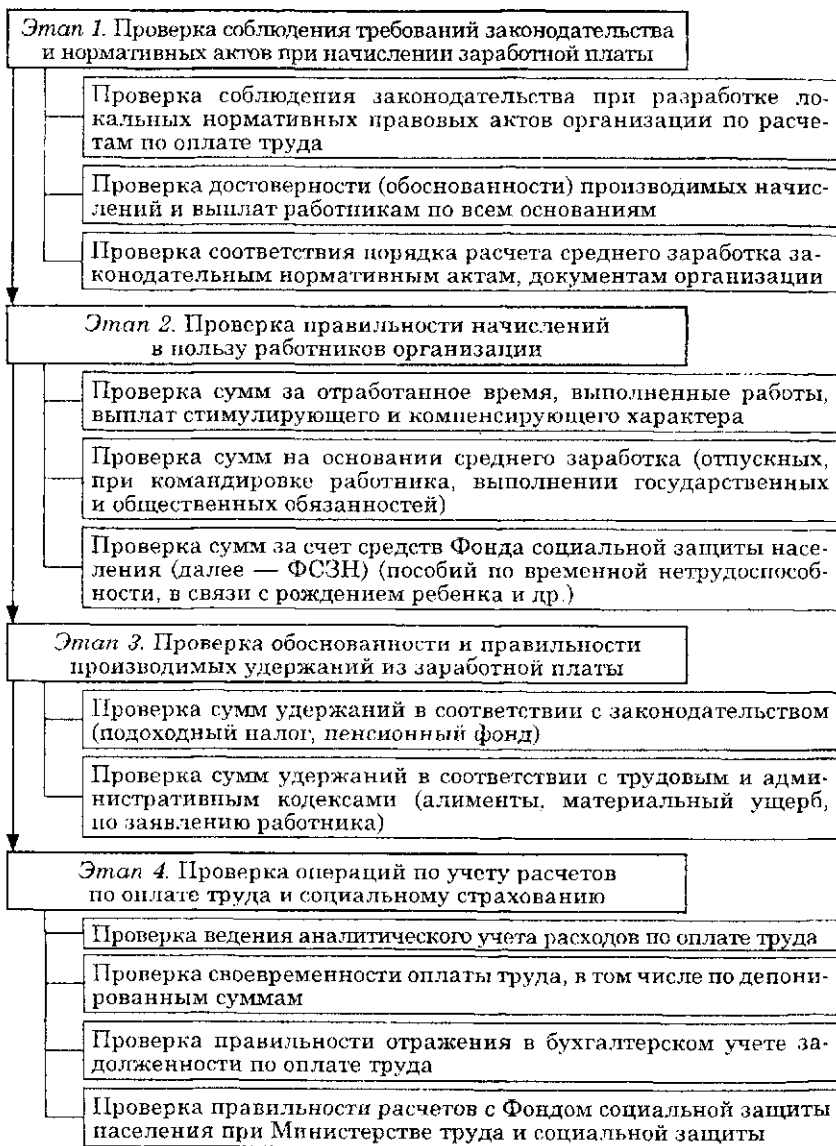 Этап 1. Проверка соблюдения требований законодательства
и нормативных актов при начислении заработной платы
Проверка соблюдения законодательства при разработке ло-
кальных нормативных правовых актов организации по расче-
там по оплате труда
Проверка достоверности (обоснованности) производимых начис-
лений и выплат работникам по всем основаниям
Проверка соответствия порядка расчета среднего заработка за-
конодательным нормативным актам, документам организации
Этап 2. Проверка правильности начислений
в пользу работников организации
Проверка сумм за отработанное время, выполненные работы,
выплат стимулирующего и компенсирующего характера
Проверка сумм на основании среднего заработка (отпускных,
при командировке работника, выполнении государственных
и общественных обязанностей)
Проверка сумм за счет средств Фонда социальной защиты насе-
ления (далее — ФСЗН) (пособий по временной нетрудоспособ-
ности, в связи с рождением ребенка и др.)
Этап 3. Проверка обоснованности и правильности
производимых удержаний из заработной платы
Проверка сумм удержаний в соответствии с законодательством
(подоходный налог, пенсионный фонд)
Проверка сумм удержаний в соответствии с трудовым и адми-
нистративным кодексами (алименты, материальный ущерб,
по заявлению работника)
Этап 4. Проверка операций по учету расчетов
по оплате труда и социальному страхованию
Проверка ведения аналитического учета расходов по оплате труда
Проверка своевременности оплаты труда, в том числе по депони-
рованным суммам
Проверка правильности отражения в бухгалтерском учете за-
долженности по оплате труда
Проверка правильности расчетов с Фондом социальной защиты
населения при Министерстве труда и социальной защиты